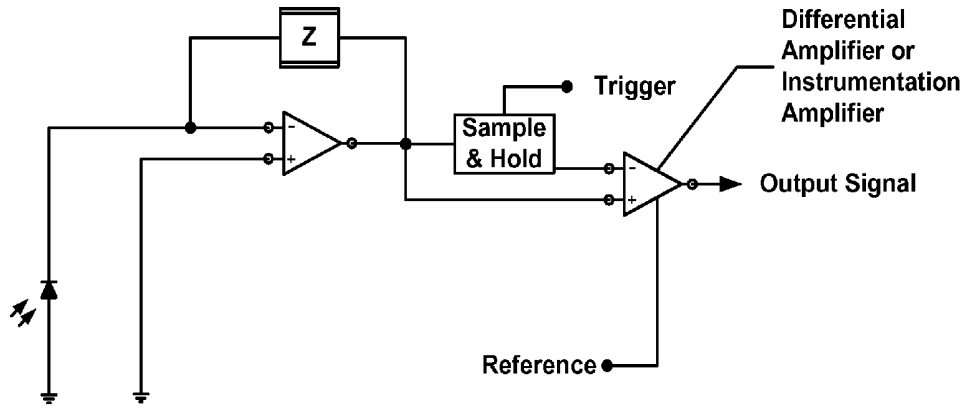 Differential
Amplifier or
Instrumentation
Amplifier
Z
Trigger
Sample
& Hold
-
+
-
+
Output Signal
Reference